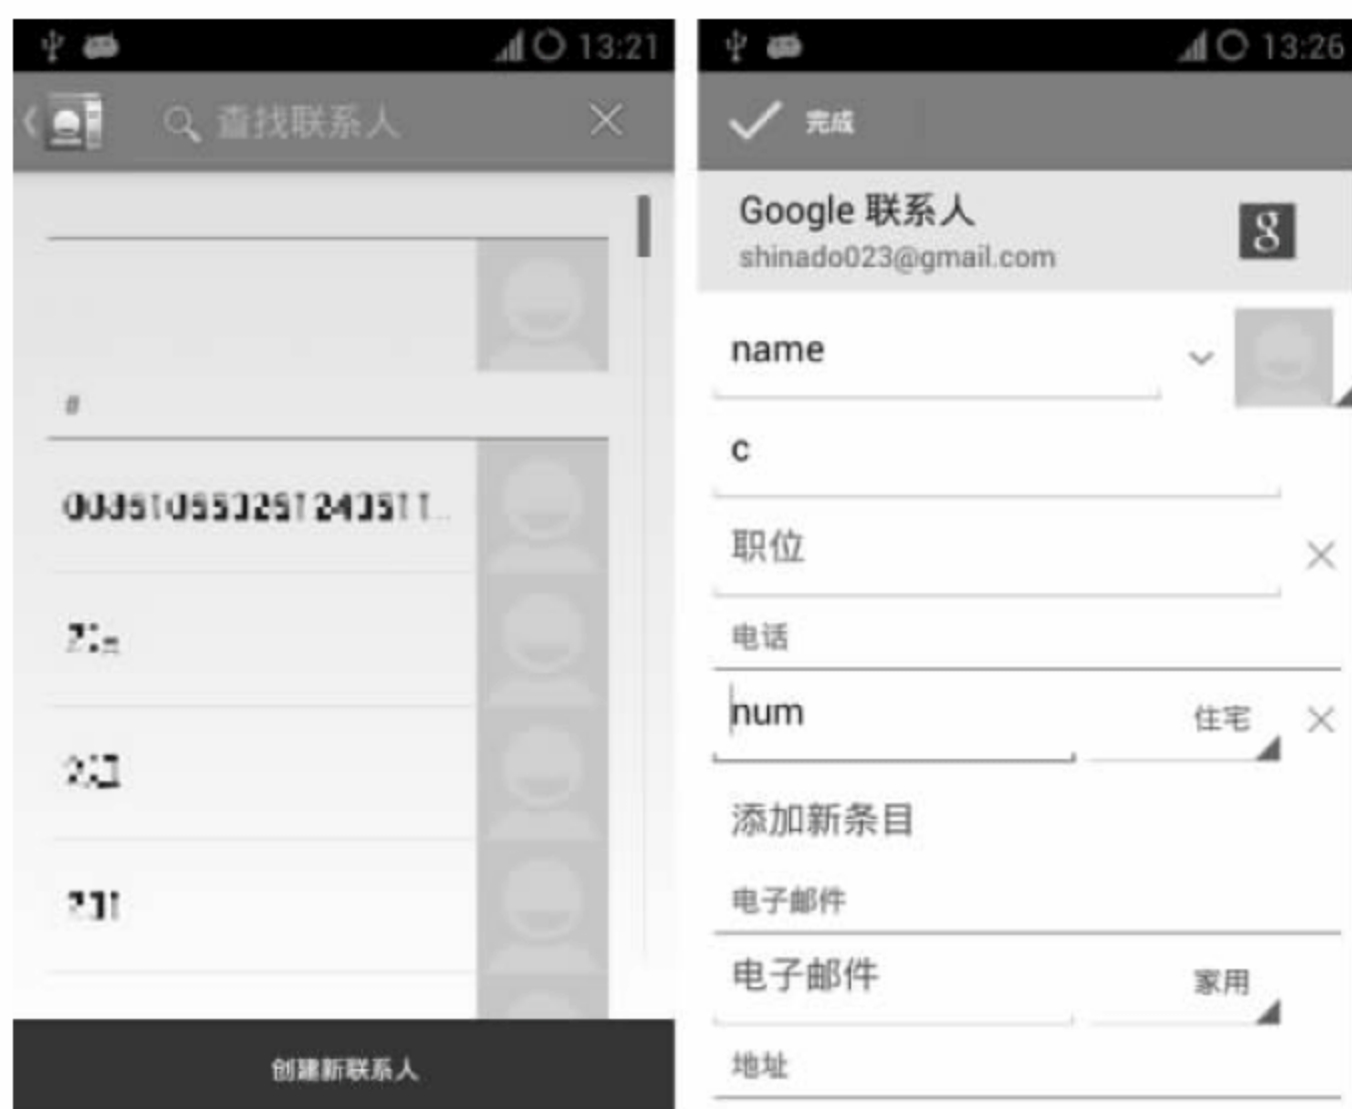 13:21
查找联系人
#
创建新联系人
13:26
完成
Google 联系人
shinado023@gmail.com
g
name
c
职位
电话
num
住宅
添加新条目
电子邮件
电子邮件
家用
地址